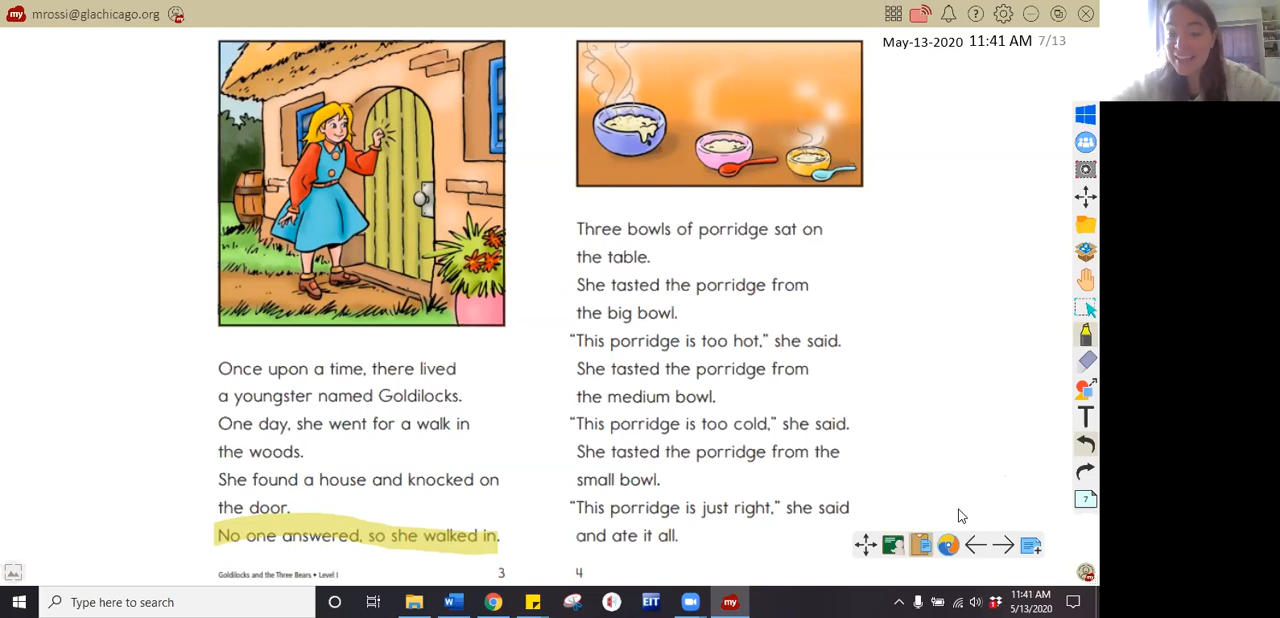 my mrossi@glachicago.org
May-13-2020 11:41 AM 7/13
Once upon a time, there lived
a youngster named Goldilocks.
One day, she went for a walk in
the woods.
She found a house and knocked on
the door.
No one answered, so she walked in.
Goldilocks and the Three Bears • Level I
3
Three bowls of porridge sat on
the table.
She tasted the porridge from
the big bowl.
“This porridge is too hot,” she said.
She tasted the porridge from
the medium bowl.
“This porridge is too cold,” she said.
She tasted the porridge from the
small bowl.
“This porridge is just right,” she said
and ate it all.
4
T
7
Type here to search
W
EIT
my
11:41 AM
5/13/2020